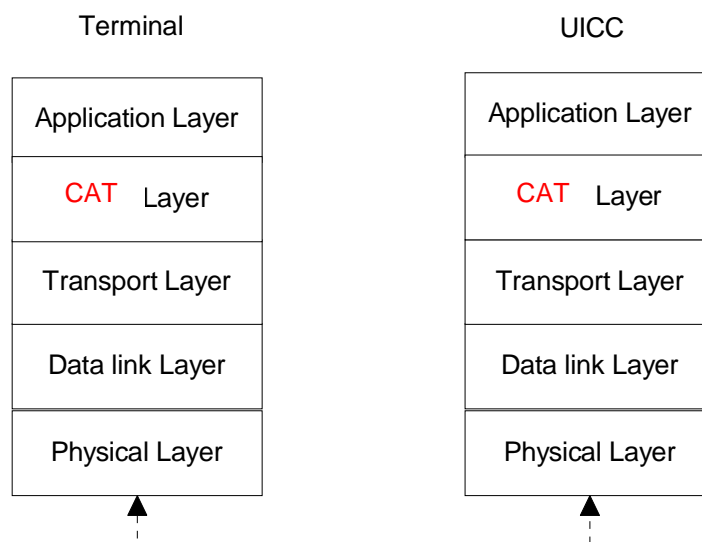 Terminal
UICC
Application Layer
Application Layer
CAT Layer
CAT Layer
Transport Layer
Transport Layer
Data link Layer
Data link Layer
Physical Layer
Physical Layer